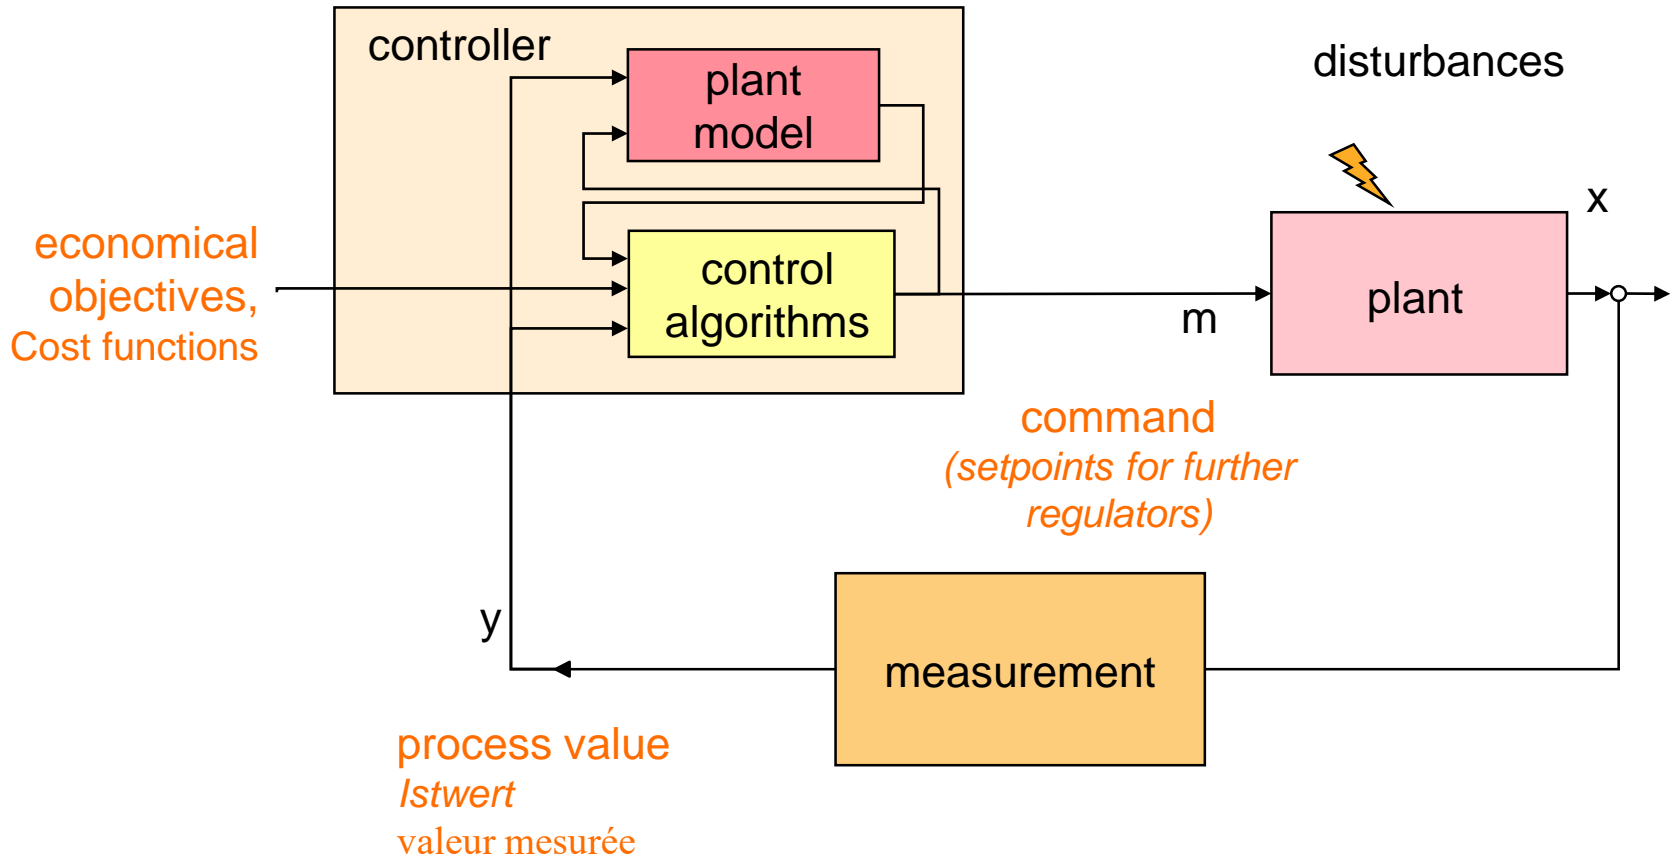 controller
plant
model
disturbances
x
economical
objectives,
Cost functions
control
algorithms
m
plant
command
(setpoints for further
regulators)
y
measurement
process value
Istwert
valeur mesurée